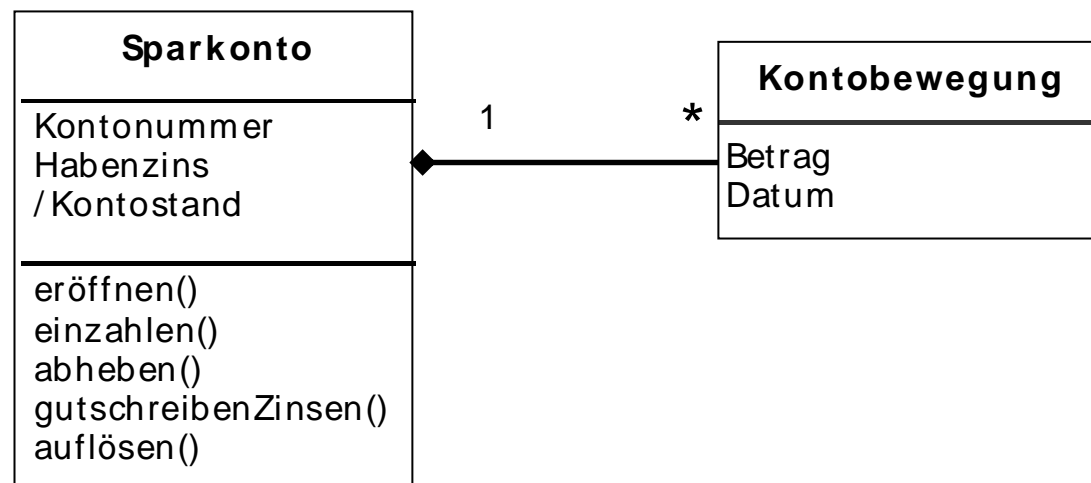 Sparkonto
Kontonummer
Habenzins
/Kontostand
eröffnen()
einzahlen()
abheben()
gutschreibenZinsen()
auflösen()
1
*
Kontobewegung
Betrag
Datum